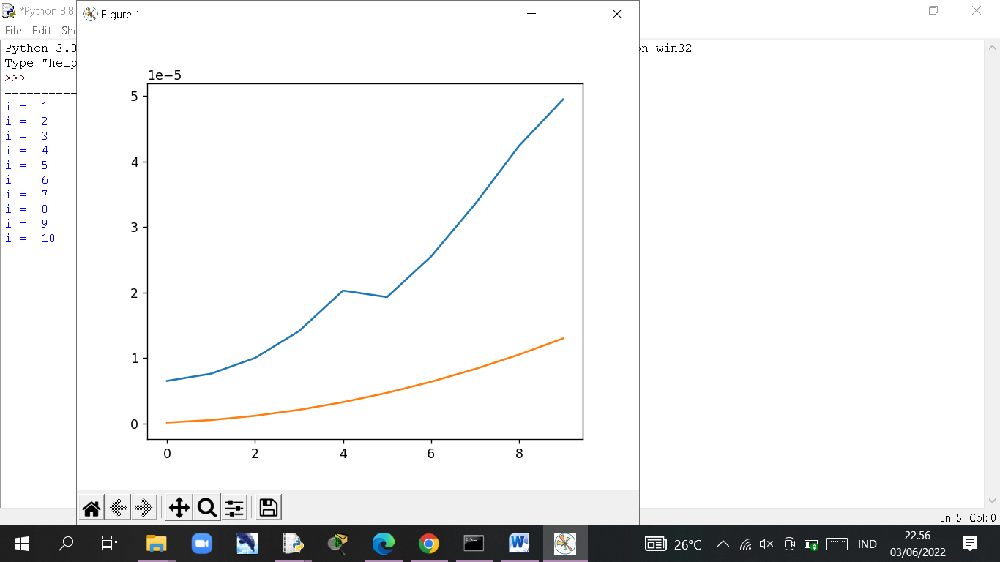 *Python 3.8.
File Edit She
Python 3.8
Type "help
>>>
==========
i = 1
i = 2
i = 3
i = 4
i = 5
i = 6
i = 7
i = 8
i = 9
i = 10
Figure 1
1e−5
5
4
3
2
1
0
0 2 4 6 8
on win32
Ln: 5 Col: 0
26°C
IND
22.56
03/06/2022